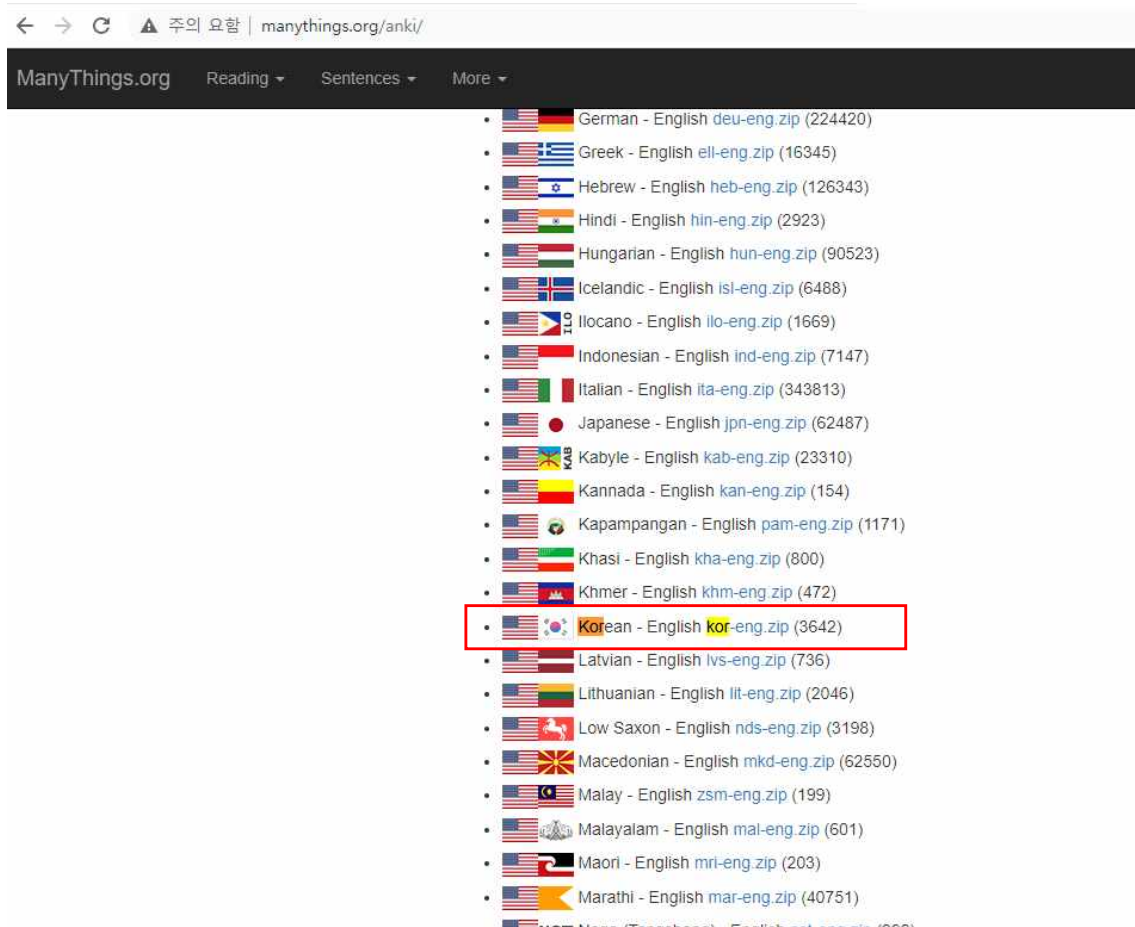 주의 요함 | manythings.org/anki/
ManyThings.org Reading Sentences More
German - English deu-eng.zip (224420)
Greek - English ell-eng.zip (16345)
Hebrew - English heb-eng.zip (126343)
Hindi - English hin-eng.zip (2923)
Hungarian - English hun-eng.zip (90523)
Icelandic - English isl-eng.zip (6488)
ILO Ilocano - English ilo-eng.zip (1669)
Indonesian - English ind-eng.zip (7147)
Italian - English ita-eng.zip (343813)
Japanese - English jpn-eng.zip (62487)
KAB Kabyle - English kab-eng.zip (23310)
Kannada - English kan-eng.zip (154)
Kapampangan - English pam-eng.zip (1171)
Khasi - English kha-eng.zip (800)
Khmer - English khm-eng.zip (472)
Korean - English kor-eng.zip (3642)
Latvian - English lvs-eng.zip (736)
Lithuanian - English lit-eng.zip (2046)
Low Saxon - English nds-eng.zip (3198)
Macedonian - English mkd-eng.zip (62550)
Malay - English zsm-eng.zip (199)
Malayalam - English mal-eng.zip (601)
Maori - English mri-eng.zip (203)
Marathi - English mar-eng.zip (40751)